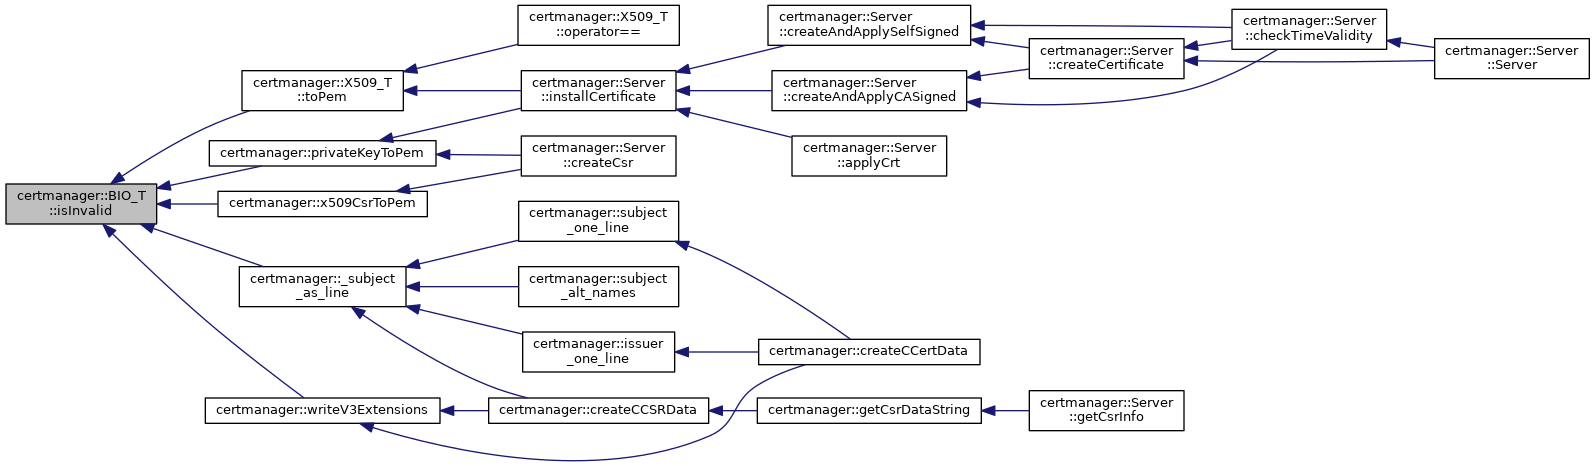 certmanager::BIO_T
::isInvalid
certmanager::X509_T
::toPem
certmanager::X509_T
::operator==
certmanager::Server
::installCertificate
certmanager::Server
::createAndApplySelfSigned
certmanager::Server
::createAndApplyCASigned
certmanager::Server
::createCertificate
certmanager::Server
::checkTimeValidity
certmanager::Server
::Server
certmanager::Server
::applyCrt
certmanager::privateKeyToPem
certmanager::Server
::createCsr
certmanager::x509CsrToPem
certmanager::_subject
_as_line
certmanager::subject
_one_line
certmanager::subject
_alt_names
certmanager::issuer
_one_line
certmanager::createCCertData
certmanager::writeV3Extensions
certmanager::createCCSRData
certmanager::getCsrDataString
certmanager::Server
::getCsrInfo